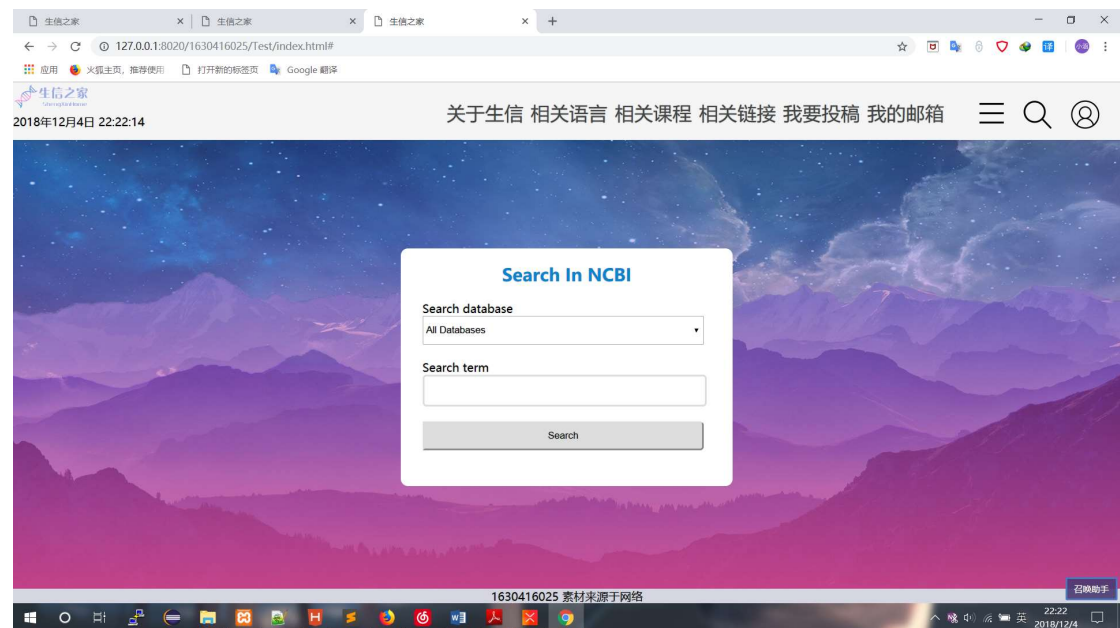 生信之家
生信之家
生信之家
127.0.0.1:8020/1630416025/Test/index.html#
应用 火狐主页，推荐使用 打开新的标签页 Google 翻译
生信之家
2018年12月4日 22:22:14
关于生信 相关语言 相关课程 相关链接 我要投稿 我的邮箱
Search In NCBI
Search database
All Databases
Search term
Search
1630416025 素材来源于网络
召唤助手
英
22:22
2018/12/4